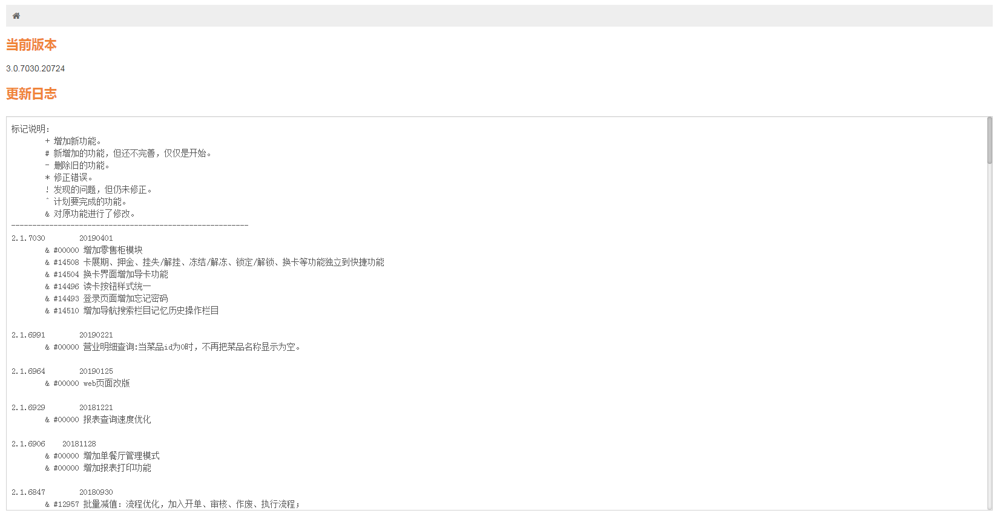 当前版本
3.0.7030.20724
更新日志
标记说明:
+ 增加新功能。
# 新增加的功能，但还不完善，仅仅是开始。
- 删除旧的功能。
* 修正错误。
! 发现的问题，但仍未修正。
^ 计划要完成的功能。
& 对原功能进行了修改。
--------------------------------------------------------
2.1.7030 20190401
& #00000 增加零售柜模块
& #14508 卡展期、押金、挂失/解挂、冻结/解冻、锁定/解锁、换卡等功能独立到快捷功能
& #14504 换卡界面增加导卡功能
& #14496 读卡按钮样式统一
& #14493 登录页面增加忘记密码
& #14510 增加导航搜索栏目记忆历史操作栏目
2.1.6991 20190221
& #00000 营业明细查询:当菜品id为0时，不再把菜品名称显示为空。
2.1.6964 20190125
& #00000 web页面改版
2.1.6929 20181221
& #00000 报表查询速度优化
2.1.6906 20181128
& #00000 增加单餐厅管理模式
& #00000 增加报表打印功能
2.1.6847 20180930
& #12957 批量减值：流程优化，加入开单、审核、作废、执行流程；